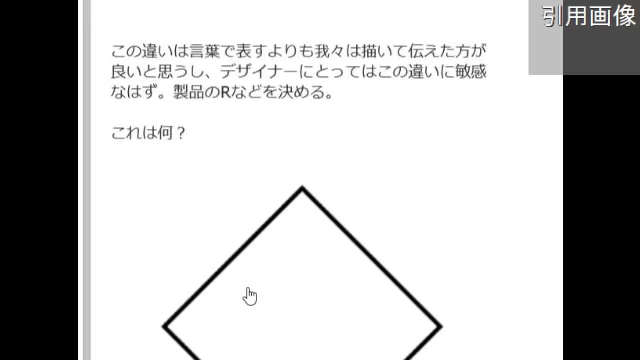 引用画像
この違いは言葉で表すよりも我々は描いて伝えた方が
良いと思うし、デザイナーにとってはこの違いに敏感
なはず。製品のRなどを決める。
これは何？